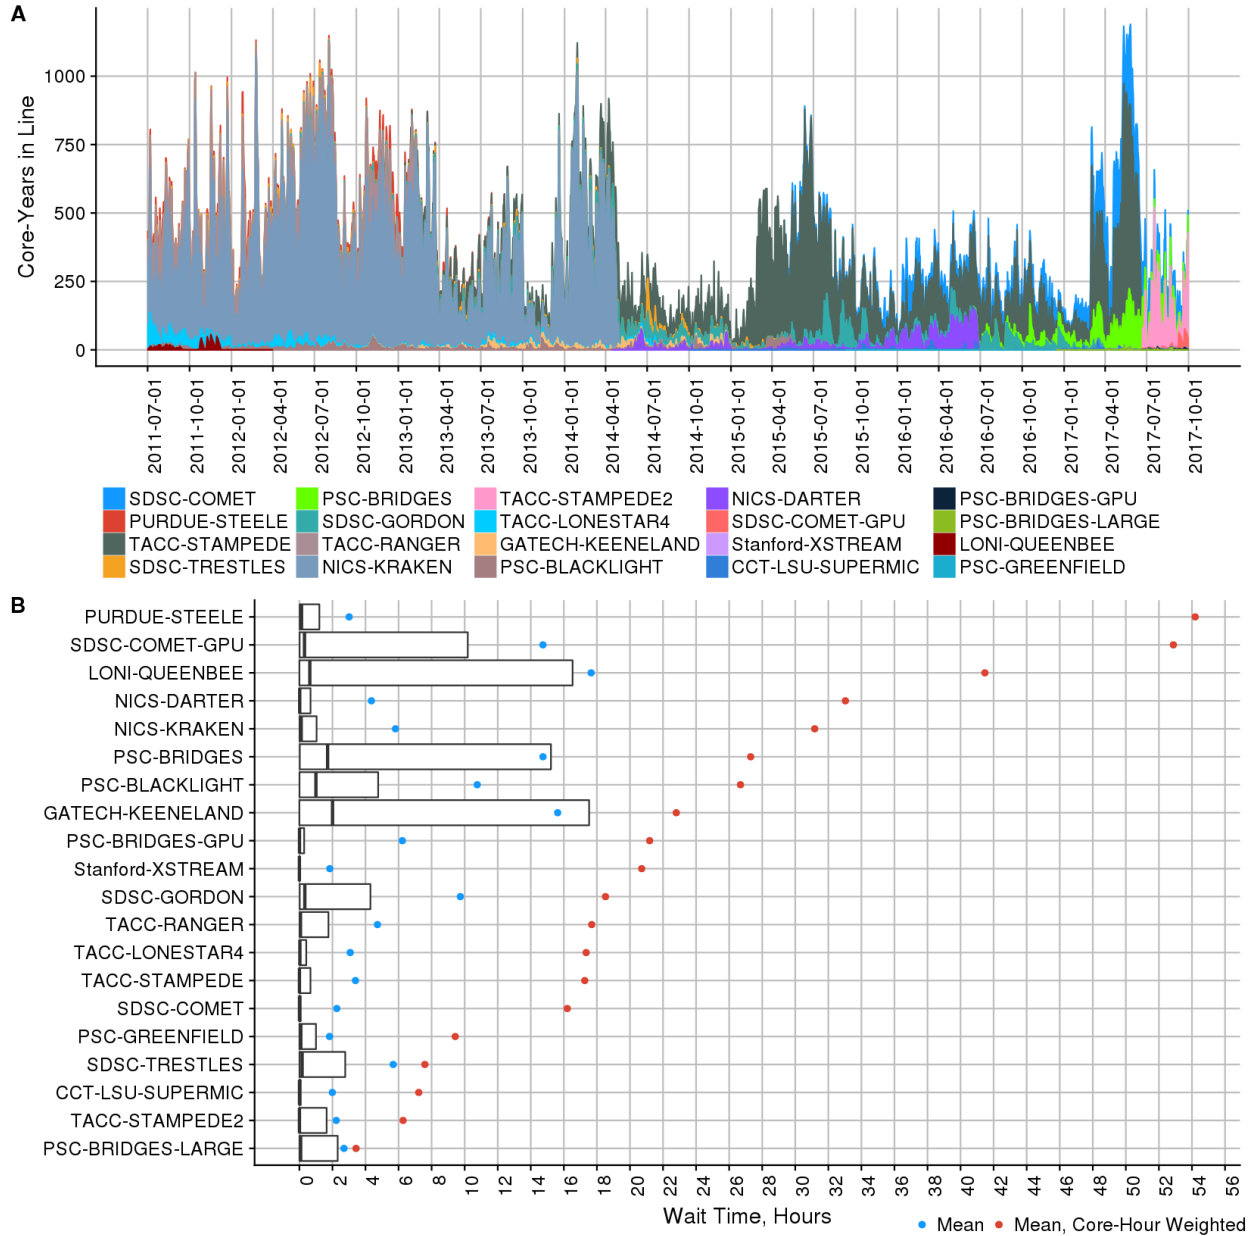 A
Core-Years in Line
1000
750
500
250
0
2011-07-01
2011-10-01
2012-01-01
2012-04-01
2012-07-01
2012-10-01
2013-01-01
2013-04-01
2013-07-01
2013-10-01
2014-01-01
2014-04-01
2014-07-01
2014-10-01
2015-01-01
2015-04-01
2015-07-01
2015-10-01
2016-01-01
2016-04-01
2016-07-01
2016-10-01
2017-01-01
2017-04-01
2017-07-01
2017-10-01
SDSC-COMET PSC-BRIDGES TACC-STAMPEDE2 NICS-DARTER PSC-BRIDGES-GPU
PURDUE-STEELE SDSC-GORDON TACC-LONESTAR4 SDSC-COMET-GPU PSC-BRIDGES-LARGE
TACC-STAMPEDE TACC-RANGER GATECH-KEENELAND Stanford-XSTREAM LONI-QUEENBEE
SDSC-TRESTLES NICS-KRAKEN PSC-BLACKLIGHT CCT-LSU-SUPERMIC PSC-GREENFIELD
B
PURDUE-STEELE
SDSC-COMET-GPU
LONI-QUEENBEE
NICS-DARTER
NICS-KRAKEN
PSC-BRIDGES
PSC-BLACKLIGHT
GATECH-KEENELAND
PSC-BRIDGES-GPU
Stanford-XSTREAM
SDSC-GORDON
TACC-RANGER
TACC-LONESTAR4
TACC-STAMPEDE
SDSC-COMET
PSC-GREENFIELD
SDSC-TRESTLES
CCT-LSU-SUPERMIC
TACC-STAMPEDE2
PSC-BRIDGES-LARGE
0 2 4 6 8 10 12 14 16 18 20 22 24 26 28 30 32 34 36 38 40 42 44 46 48 50 52 54 56
Wait Time, Hours
Mean Mean, Core-Hour Weighted